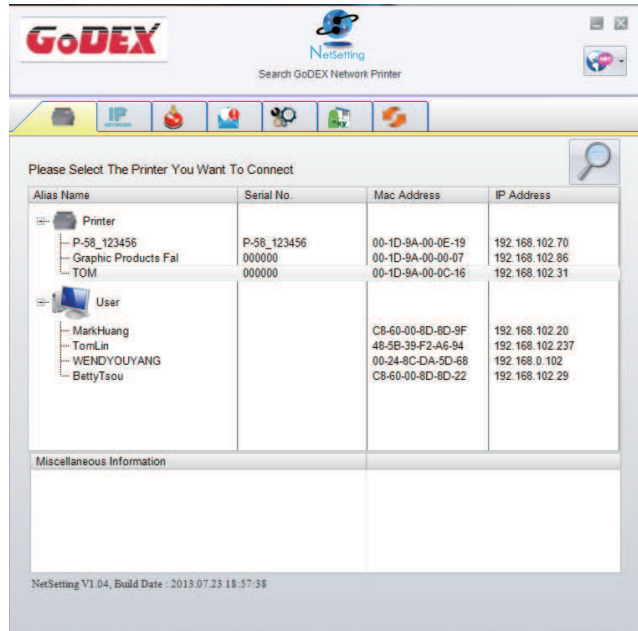 GODEX
NetSetting
Search GoDEX Network Printer
IP
NETWORK
Please Select The Printer You Want To Connect
Alias Name Serial No. Mac Address IP Address
Printer
P-58_123456 P-58_123456 00-1D-9A-00-0E-19 192.168.102.70
Graphic Products Fal 000000 00-1D-9A-00-00-07 192.168.102.86
TOM 000000 00-1D-9A-00-0C-16 192.168.102.31
User
MarkHuang C8-60-00-8D-8D-9F 192.168.102.20
TomLin 48-5B-39-F2-A6-94 192.168.102.237
WENDYOUYANG 00-24-8C-DA-5D-68 192.168.0.102
BettyTsou C8-60-00-8D-8D-22 192.168.102.29
Miscellaneous Information
NetSetting V1.04, Build Date : 2013.07.23 18:57:38